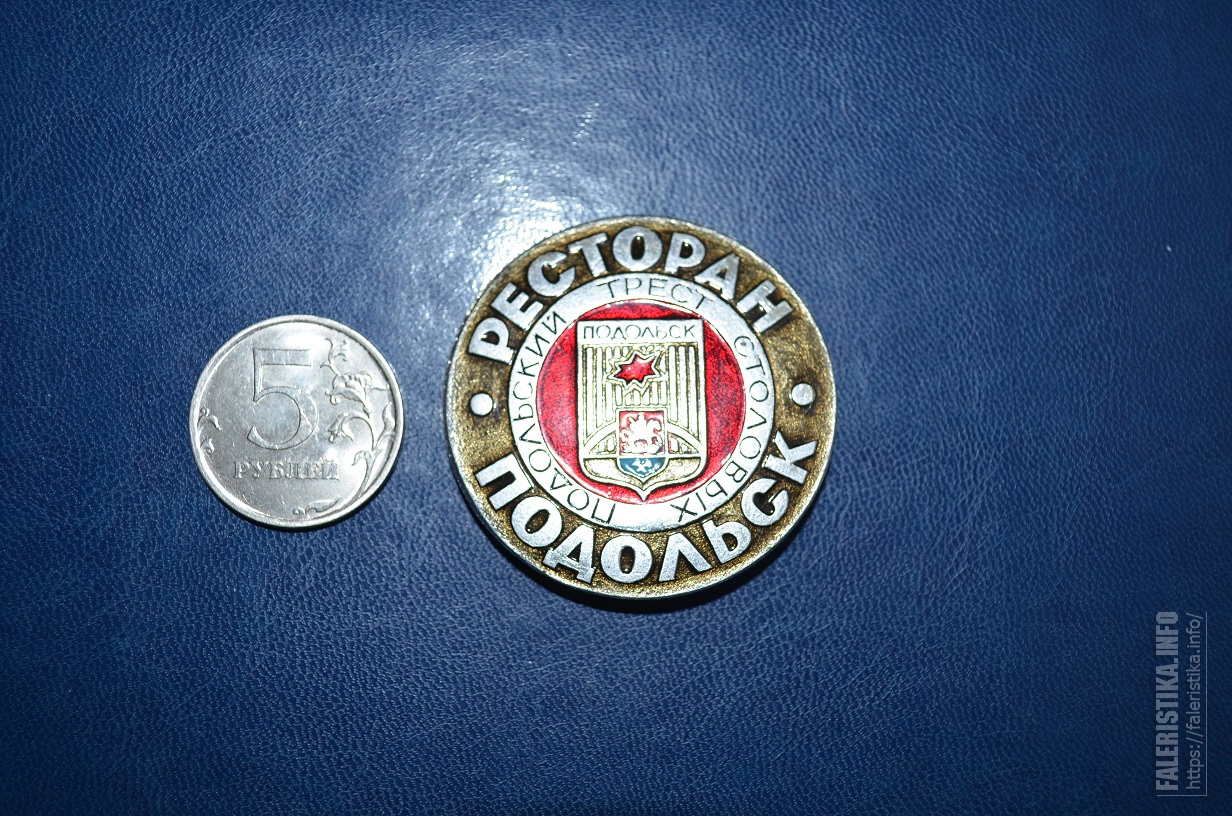 5
РУБЛЕЙ
РЕСТОРАН
ПОДОЛЬСКИЙ ТРЕСТ СТОЛОВЫХ
ПОДОЛЬСК
ПОДОЛЬСК
FALERISTIKA.INFO
https://faleristika.info/